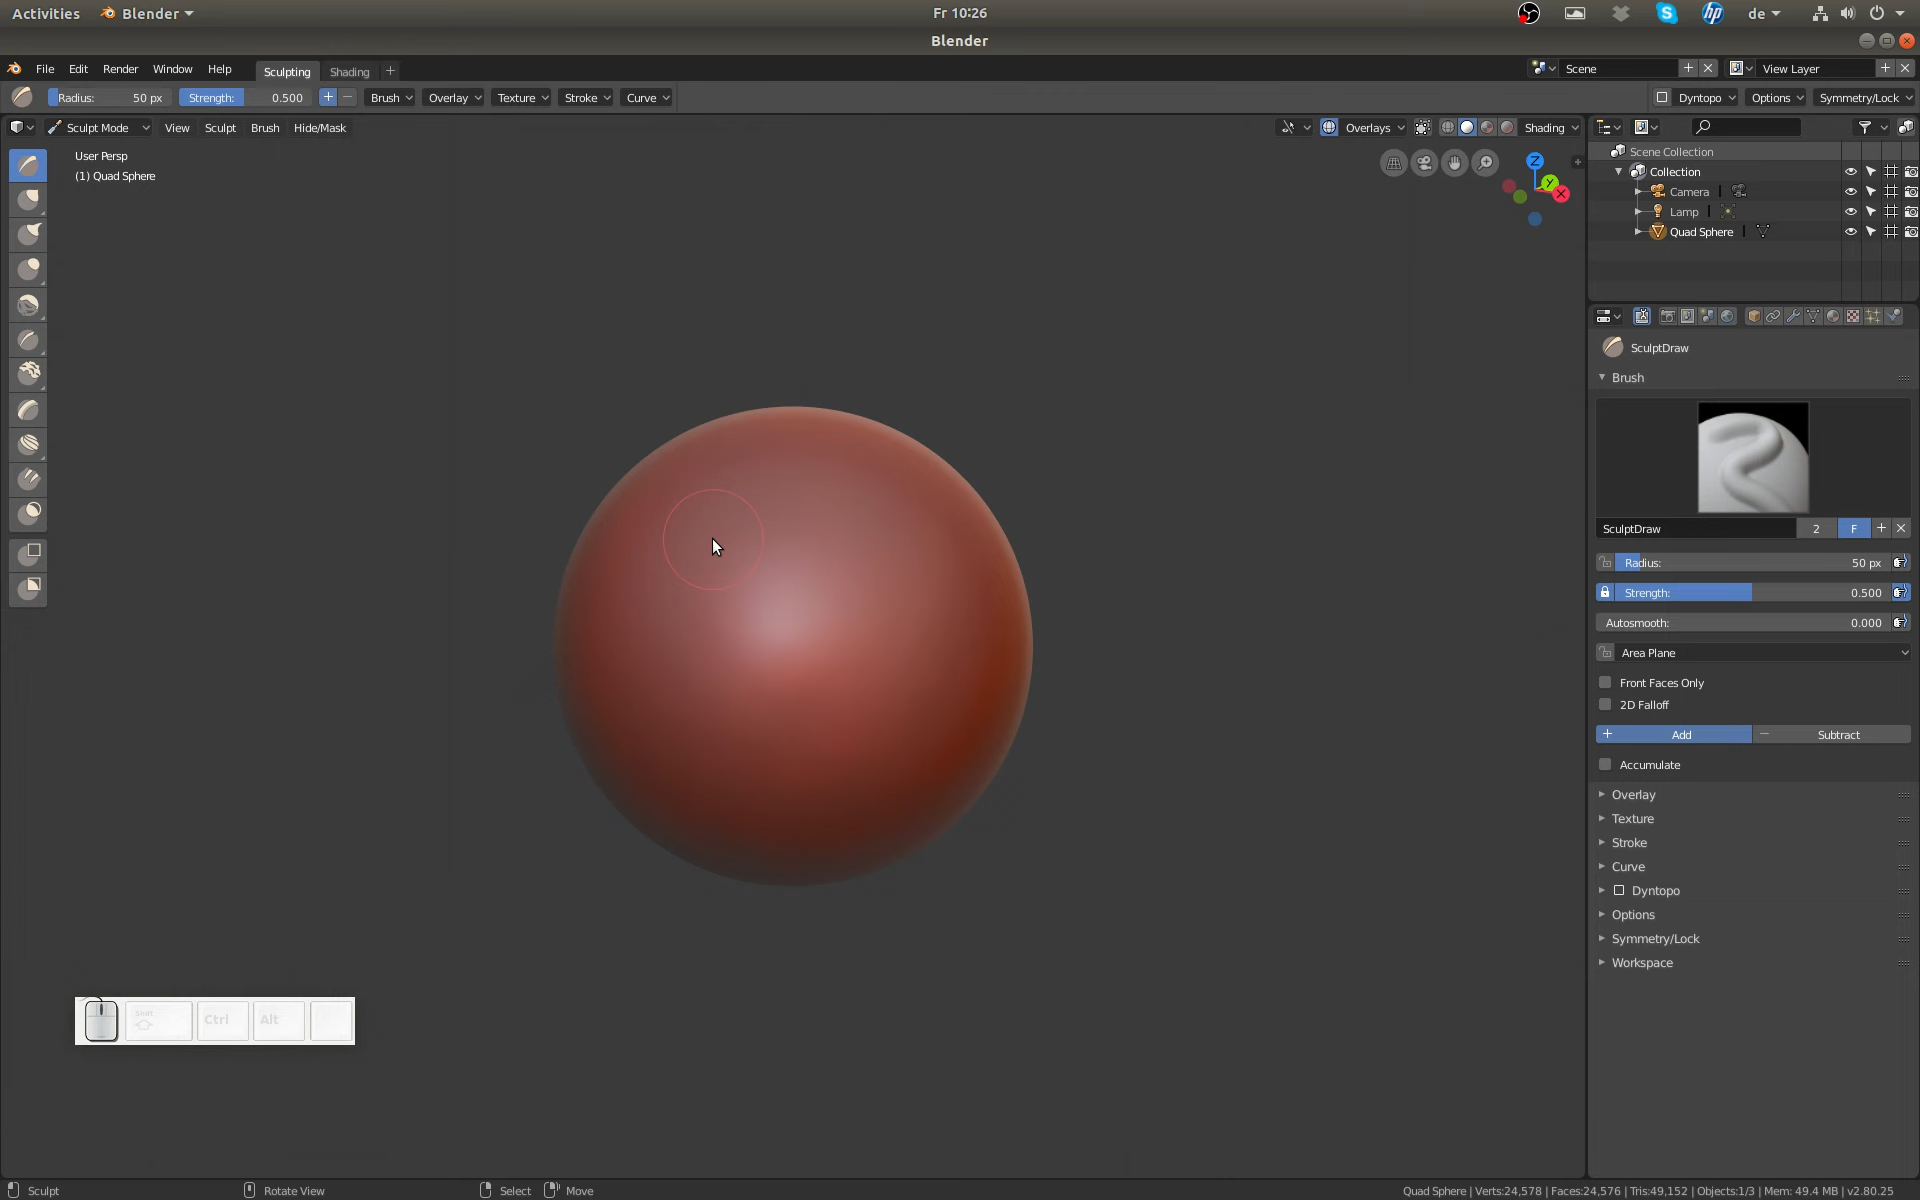 Activities Blender Fr 10:26 de
Blender
File Edit Render Window Help Sculpting Shading + Scene View Layer
Radius: 50 px Strength: 0.500 Brush Overlay Texture Stroke Curve Dyntopo Options Symmetry/Lock
Sculpt Mode View Sculpt Brush Hide/Mask Overlays Shading
User Persp
(1) Quad Sphere
Z
Y
X
Scene Collection
Collection
Camera
Lamp
Quad Sphere
SculptDraw
Brush
SculptDraw 2 F
Radius: 50 px
Strength: 0.500
Autosmooth: 0.000
Area Plane
Front Faces Only
2D Falloff
Add Subtract
Accumulate
Overlay
Texture
Stroke
Curve
Dyntopo
Options
Symmetry/Lock
Workspace
Shift Ctrl Alt
Sculpt Rotate View Select Move Quad Sphere | Verts:24,578 | Faces:24,576 | Tris:49,152 | Objects:1/3 | Mem: 49.4 MB | v2.80.25